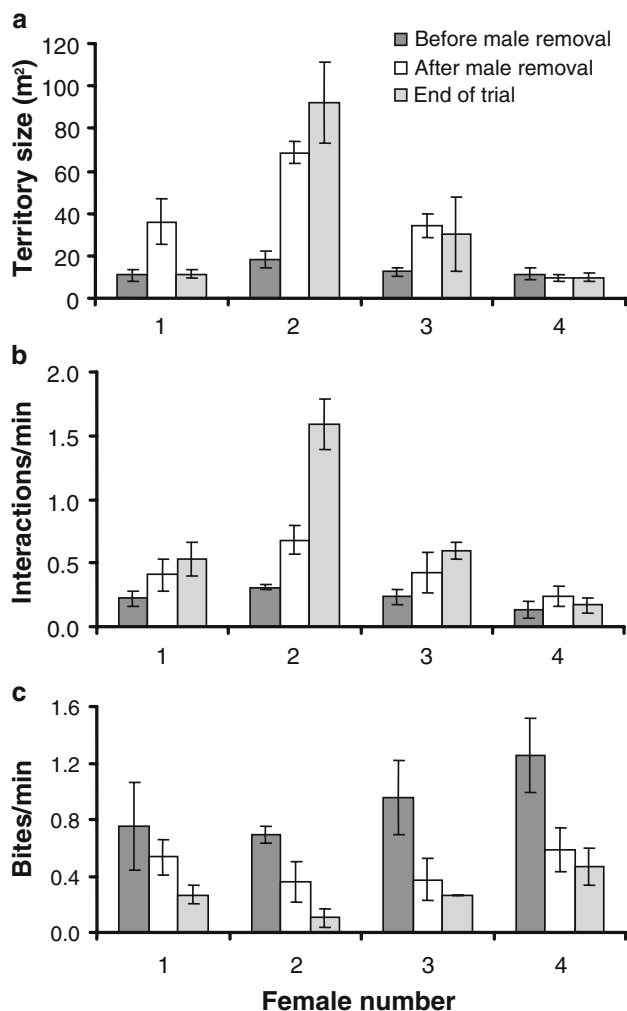 a
Before male removal
After male removal
End of trial
Territory size (m²)
120
100
80
60
40
20
0
1 2 3 4
b
Interactions/min
2.0
1.5
1.0
0.5
0.0
1 2 3 4
c
Bites/min
1.6
1.2
0.8
0.4
0.0
1 2 3 4
Female number